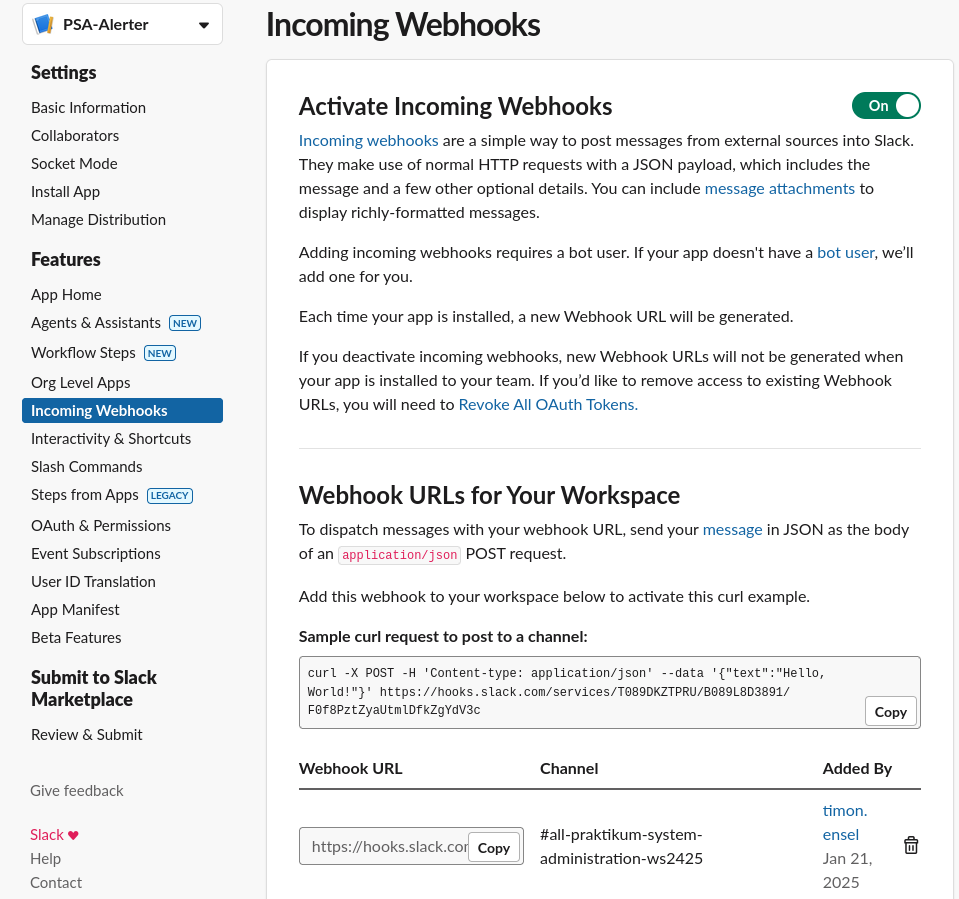 PSA-Alerter
Settings
Basic Information
Collaborators
Socket Mode
Install App
Manage Distribution
Features
App Home
Agents & Assistants NEW
Workflow Steps NEW
Org Level Apps
Incoming Webhooks
Interactivity & Shortcuts
Slash Commands
Steps from Apps LEGACY
OAuth & Permissions
Event Subscriptions
User ID Translation
App Manifest
Beta Features
Submit to Slack
Marketplace
Review & Submit
Give feedback
Slack
Help
Contact
Incoming Webhooks
Activate Incoming Webhooks
On
Incoming webhooks are a simple way to post messages from external sources into Slack.
They make use of normal HTTP requests with a JSON payload, which includes the
message and a few other optional details. You can include message attachments to
display richly-formatted messages.
Adding incoming webhooks requires a bot user. If your app doesn't have a bot user, we’ll
add one for you.
Each time your app is installed, a new Webhook URL will be generated.
If you deactivate incoming webhooks, new Webhook URLs will not be generated when
your app is installed to your team. If you’d like to remove access to existing Webhook
URLs, you will need to Revoke All OAuth Tokens.
Webhook URLs for Your Workspace
To dispatch messages with your webhook URL, send your message in JSON as the body
of an application/json POST request.
Add this webhook to your workspace below to activate this curl example.
Sample curl request to post to a channel:
curl -X POST -H 'Content-type: application/json' --data '{"text":"Hello,
World!"}' https://hooks.slack.com/services/T089DKZTPRU/B089L8D3891/
F0f8PztZyaUtmlDfkZgYdV3c
Copy
Webhook URL Channel Added By
https://hooks.slack.cor Copy
#all-praktikum-system-
administration-ws2425
timon.
ensel
Jan 21,
2025